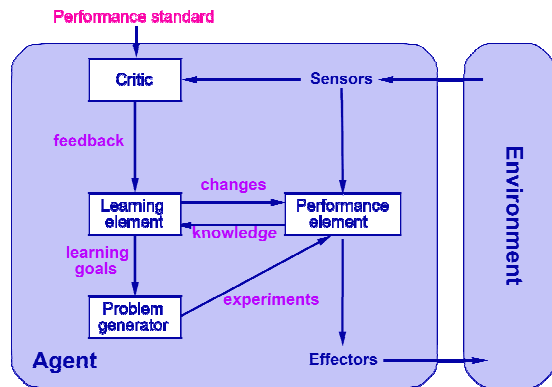 Performance standard
Critic
Sensors
feedback
changes
Learning
element
Performance
element
knowledge
learning
goals
experiments
Problem
generator
Agent
Effectors
Environment